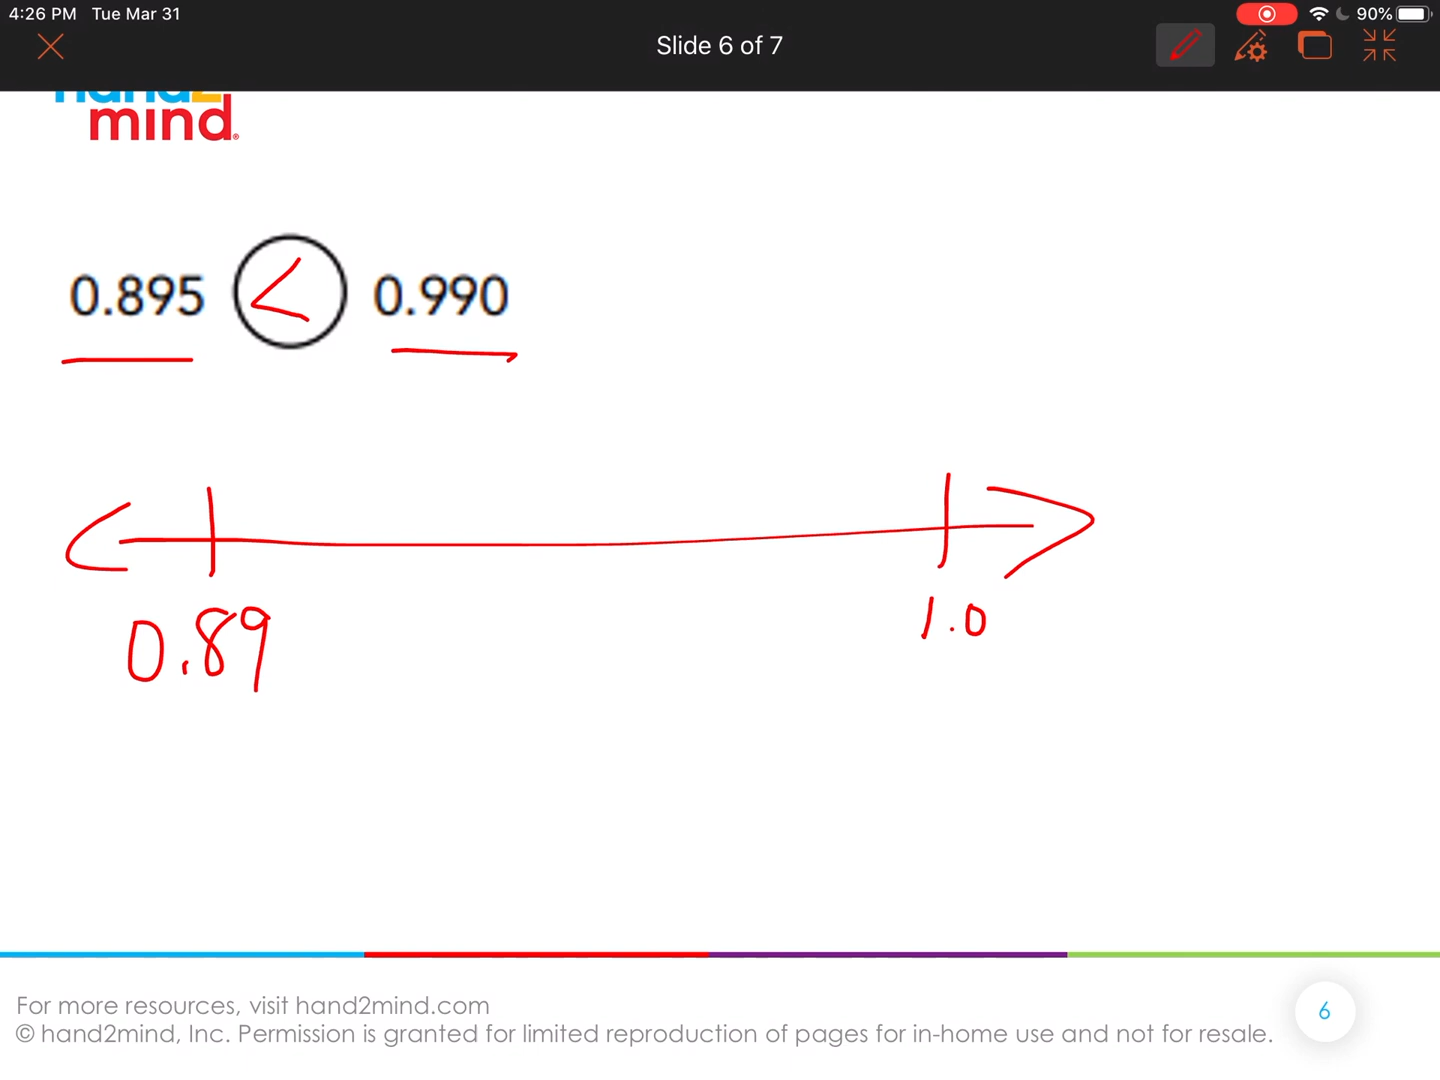 4:26 PM Tue Mar 31
90%
Slide 6 of 7
hand2
mind®
0.895 < 0.990
0.89
1.0
For more resources, visit hand2mind.com
© hand2mind, Inc. Permission is granted for limited reproduction of pages for in-home use and not for resale.
6